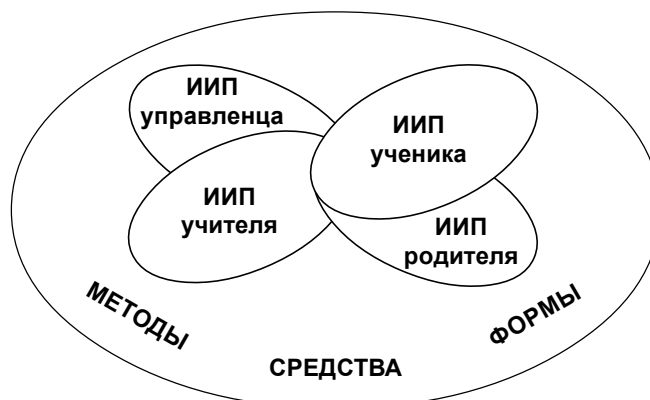 ИИП
управленца
ИИП
ученика
ИИП
учителя
ИИП
родителя
МЕТОДЫ
СРЕДСТВА
ФОРМЫ